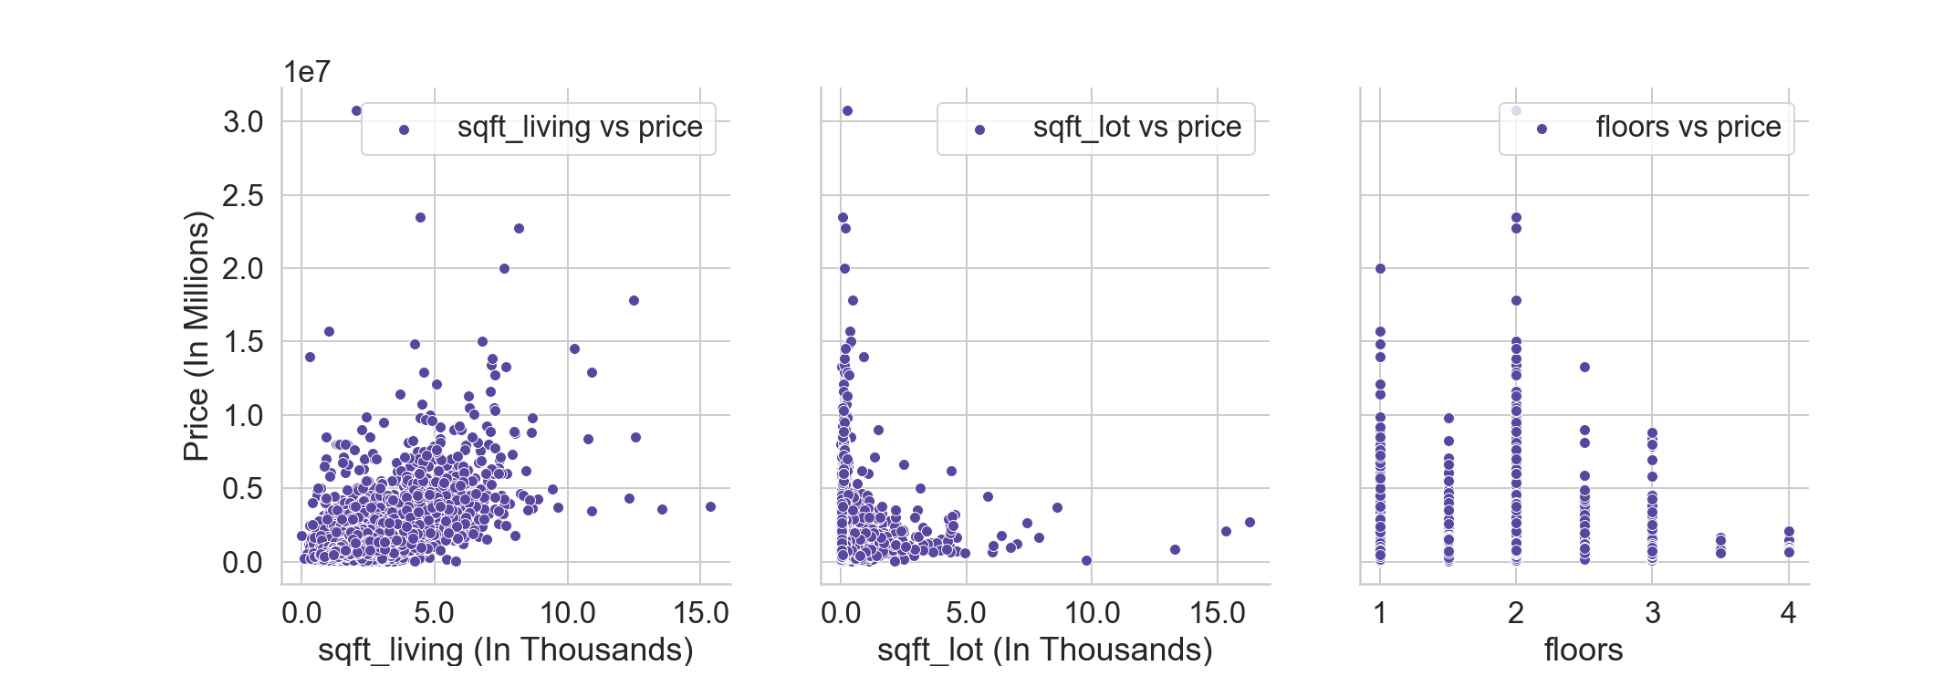 1e7
3.0
2.5
2.0
1.5
1.0
0.5
0.0
Price (In Millions)
sqft_living vs price
0.0 5.0 10.0 15.0
sqft_living (In Thousands)
sqft_lot vs price
0.0 5.0 10.0 15.0
sqft_lot (In Thousands)
floors vs price
1 2 3 4
floors